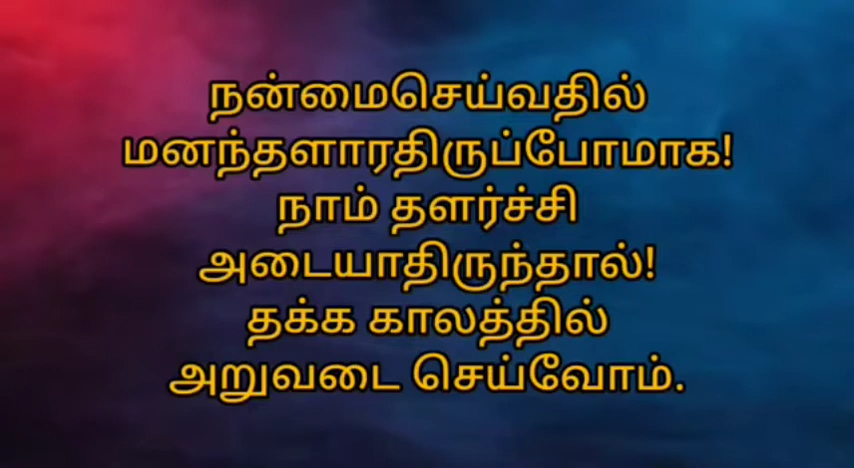 நன்மைசெய்வதில்
மனந்தளாரதிருப்போமாக!
நாம் தளர்ச்சி
அடையாதிருந்தால்!
தக்க காலத்தில்
அறுவடை செய்வோம்.